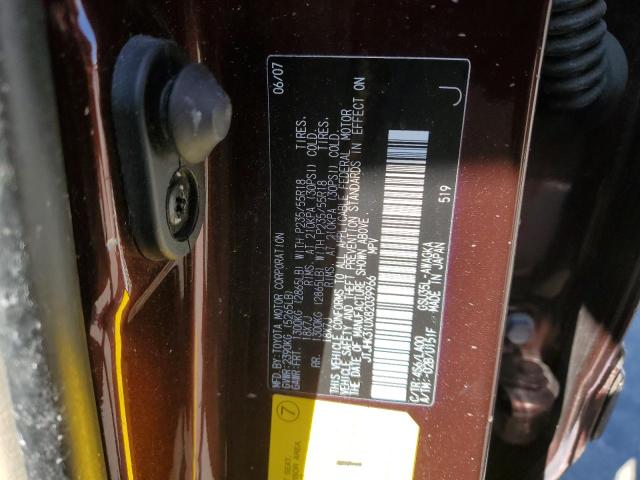 MFD. BY: TOYOTA MOTOR CORPORATION 06/07
GVWR: 2390KG (5265LB)
GAWR: FRT. 1300KG (2865LB) WITH P235/55R18 TIRES,
18X7J RIMS, AT 210KPA (30PSI) COLD.
RR. 1300KG (2865LB) WITH P235/55R18 TIRES,
18X7J RIMS, AT 210KPA (30PSI) COLD.
THIS VEHICLE CONFORMS TO ALL APPLICABLE FEDERAL MOTOR
VEHICLE SAFETY AND THEFT PREVENTION STANDARDS IN EFFECT ON
THE DATE OF MANUFACTURE SHOWN ABOVE.
MPV
C/TR: 4S6/LA00 GSU35L-AWAGKA
A/TM: -02B/U151F MADE IN JAPAN 519
J
7
SEAT